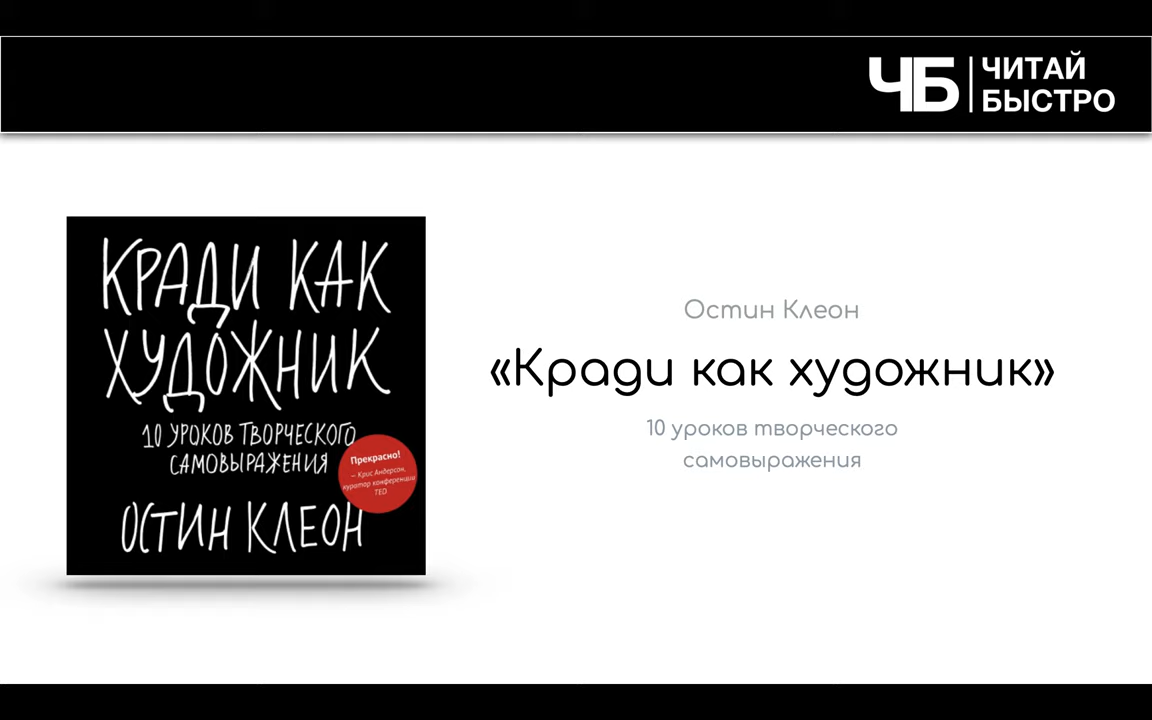 ЧБ
ЧИТАЙ
БЫСТРО
КРАДИ КАК
ХУДОЖНИК
10 УРОКОВ ТВОРЧЕСКОГО
САМОВЫРАЖЕНИЯ
Прекрасно!
— Крис Андерсон,
куратор конференции
TED
ОСТИН КЛЕОН
Остин Клеон
«Кради как художник»
10 уроков творческого
самовыражения